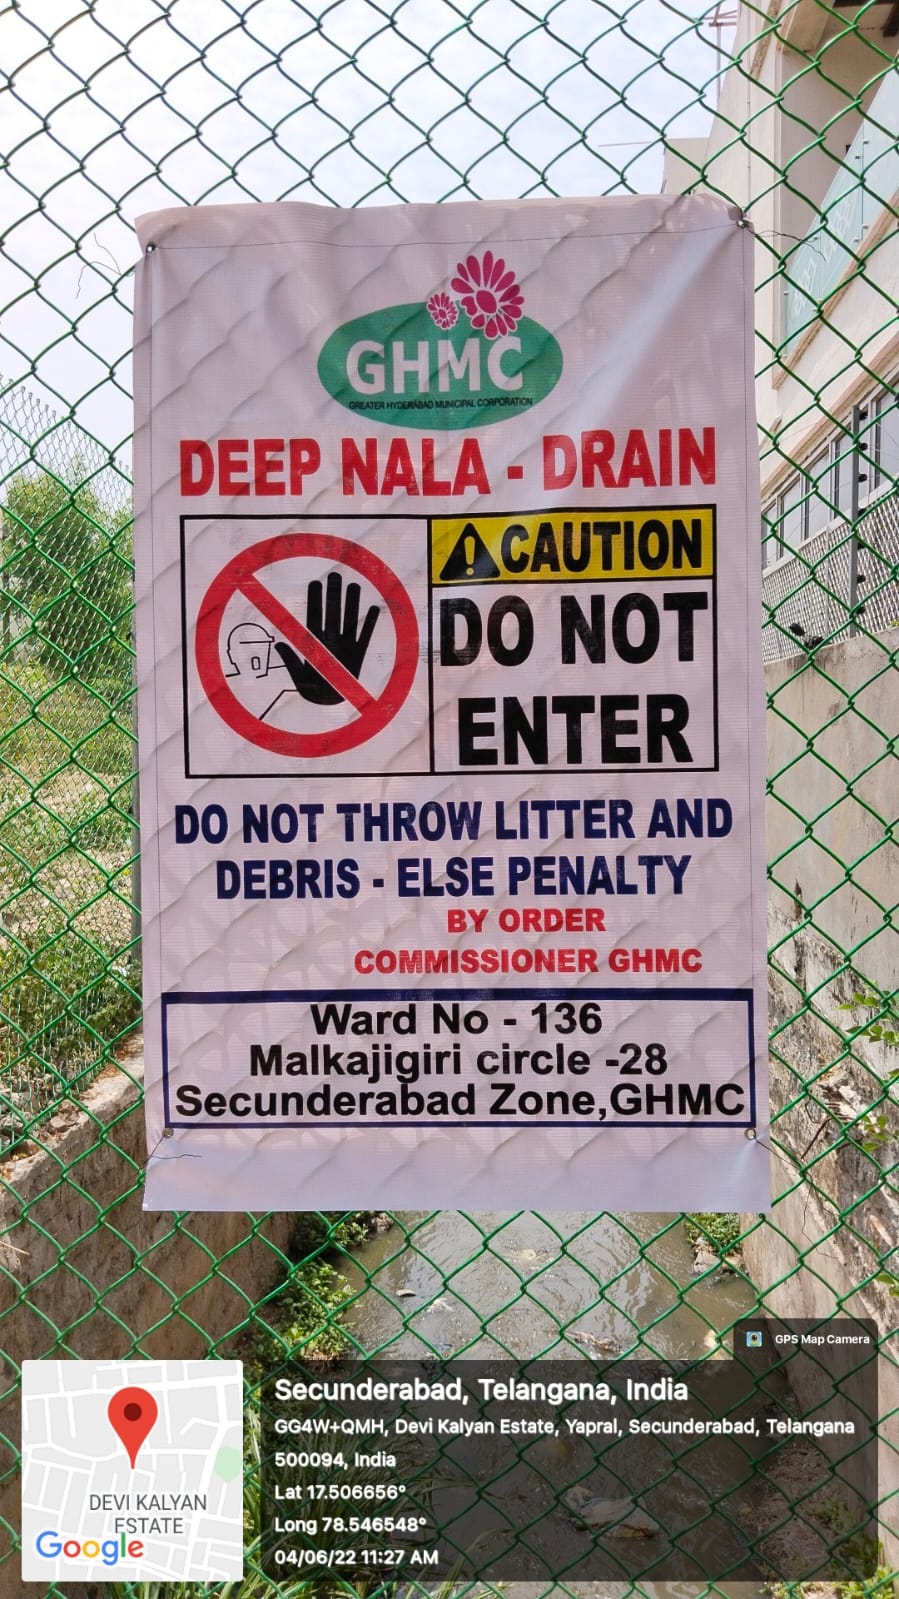 GHMC
GREATER HYDERABAD MUNICIPAL CORPORATION
DEEP NALA - DRAIN
CAUTION
DO NOT
ENTER
DO NOT THROW LITTER AND
DEBRIS - ELSE PENALTY
BY ORDER
COMMISSIONER GHMC
Ward No - 136
Malkajigiri circle -28
Secunderabad Zone,GHMC
GPS Map Camera
DEVI KALYAN
ESTATE
Google
Secunderabad, Telangana, India
GG4W+QMH, Devi Kalyan Estate, Yapral, Secunderabad, Telangana
500094, India
Lat 17.506656°
Long 78.546548°
04/06/22 11:27 AM